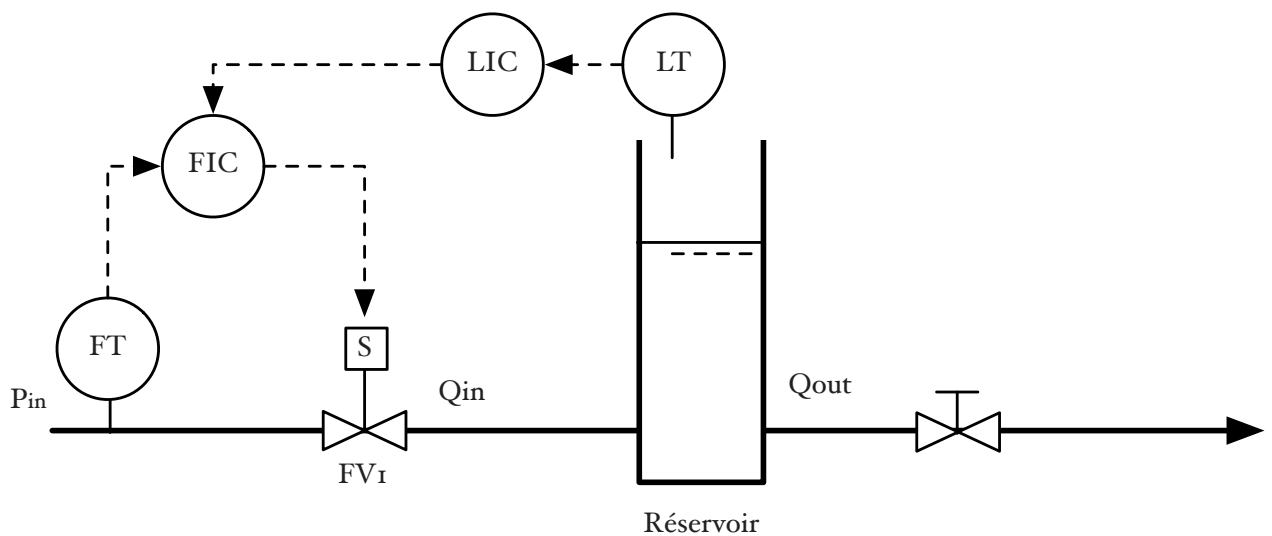 LIC
LT
FIC
FT
S
Pin
Qin
Qout
FV1
Réservoir